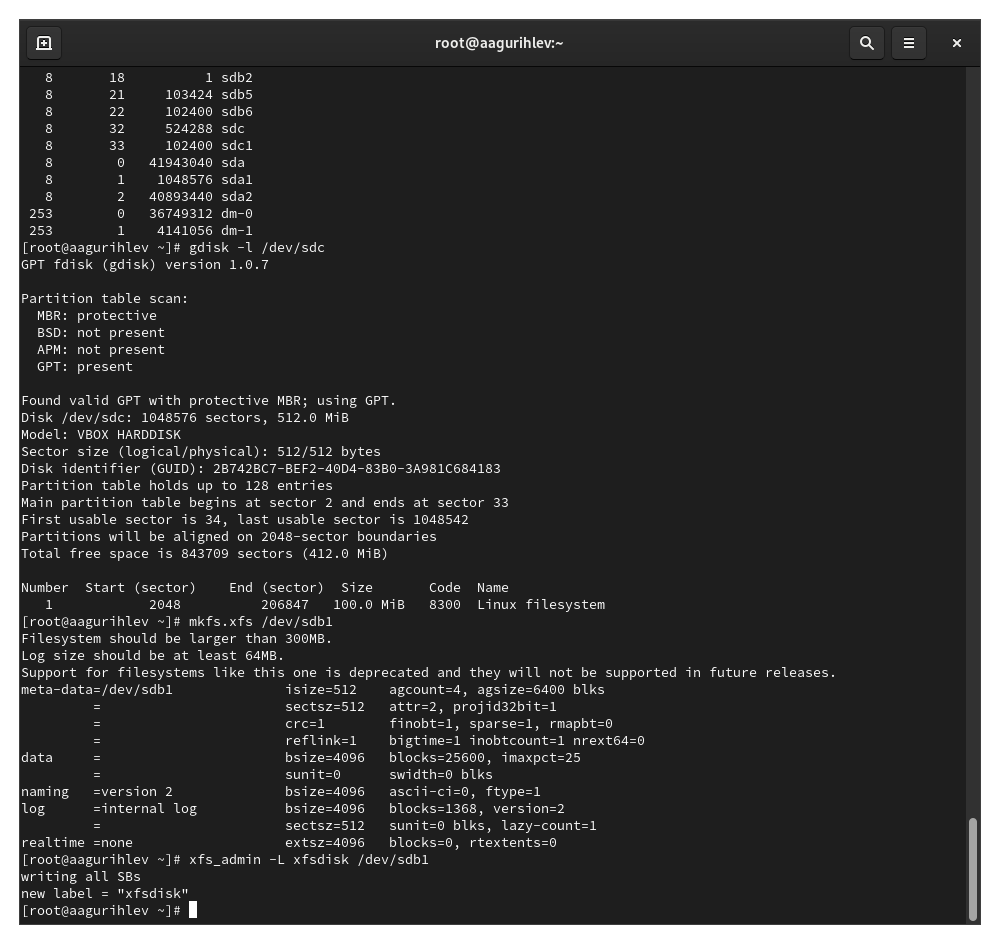 root@aagurihlev:~
   8       18          1 sdb2
   8       21     103424 sdb5
   8       22     102400 sdb6
   8       32     524288 sdc
   8       33     102400 sdc1
   8        0   41943040 sda
   8        1    1048576 sda1
   8        2   40893440 sda2
 253        0   36749312 dm-0
 253        1    4141056 dm-1
[root@aagurihlev ~]# gdisk -l /dev/sdc
GPT fdisk (gdisk) version 1.0.7

Partition table scan:
  MBR: protective
  BSD: not present
  APM: not present
  GPT: present

Found valid GPT with protective MBR; using GPT.
Disk /dev/sdc: 1048576 sectors, 512.0 MiB
Model: VBOX HARDDISK
Sector size (logical/physical): 512/512 bytes
Disk identifier (GUID): 2B742BC7-BEF2-40D4-83B0-3A981C684183
Partition table holds up to 128 entries
Main partition table begins at sector 2 and ends at sector 33
First usable sector is 34, last usable sector is 1048542
Partitions will be aligned on 2048-sector boundaries
Total free space is 843709 sectors (412.0 MiB)

Number  Start (sector)    End (sector)  Size       Code  Name
   1            2048          206847   100.0 MiB   8300  Linux filesystem
[root@aagurihlev ~]# mkfs.xfs /dev/sdb1
Filesystem should be larger than 300MB.
Log size should be at least 64MB.
Support for filesystems like this one is deprecated and they will not be supported in future releases.
meta-data=/dev/sdb1              isize=512    agcount=4, agsize=6400 blks
         =                       sectsz=512   attr=2, projid32bit=1
         =                       crc=1        finobt=1, sparse=1, rmapbt=0
         =                       reflink=1    bigtime=1 inobtcount=1 nrext64=0
data     =                       bsize=4096   blocks=25600, imaxpct=25
         =                       sunit=0      swidth=0 blks
naming   =version 2              bsize=4096   ascii-ci=0, ftype=1
log      =internal log           bsize=4096   blocks=1368, version=2
         =                       sectsz=512   sunit=0 blks, lazy-count=1
realtime =none                   extsz=4096   blocks=0, rtextents=0
[root@aagurihlev ~]# xfs_admin -L xfsdisk /dev/sdb1
writing all SBs
new label = "xfsdisk"
[root@aagurihlev ~]#